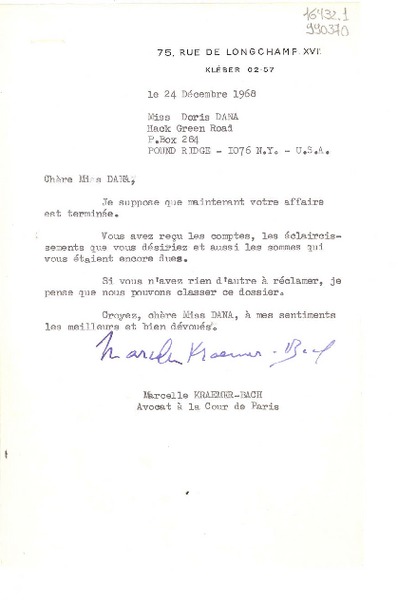 16432.1
990370
75, RUE DE LONGCHAMP. XVIᵉ
KLÉBER 02-57
le 24 Décembre 1968
Miss Doris DANA
Hack Green Road
P.Box 284
POUND RIDGE - 1076 N.Y. - U.S.A.
Chère Miss DANA,
Je suppose que maintenant votre affaire
est terminée.
Vous avez reçu les comptes, les éclaircis-
sements que vous désiriez et aussi les sommes qui
vous étaient encore dues.
Si vous n'avez rien d'autre à réclamer, je
pense que nous pouvons classer ce dossier.
Croyez, chère Miss DANA, à mes sentiments
les meilleurs et bien dévoués.
Marcelle Kraemer-Bach
Marcelle KRAEMER-BACH
Avocat à la Cour de Paris